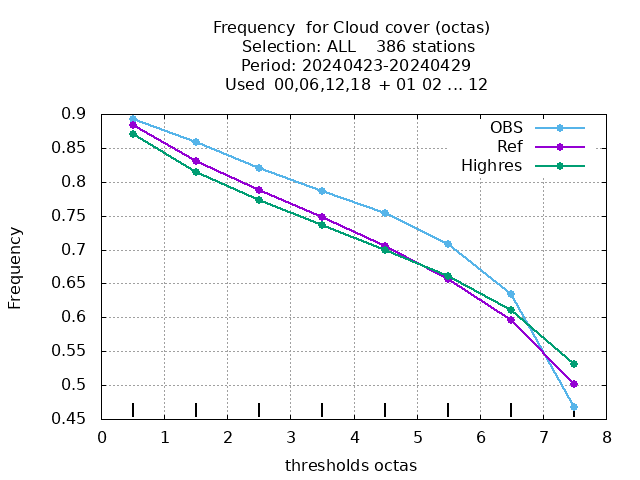 Frequency  for Cloud cover (octas)
Selection: ALL    386 stations
Period: 20240423-20240429
Used  00,06,12,18  + 01 02 ... 12
OBS
Ref
Highres
0.9
0.85
0.8
0.75
0.7
0.65
0.6
0.55
0.5
0.45
Frequency
0 1 2 3 4 5 6 7 8
thresholds octas